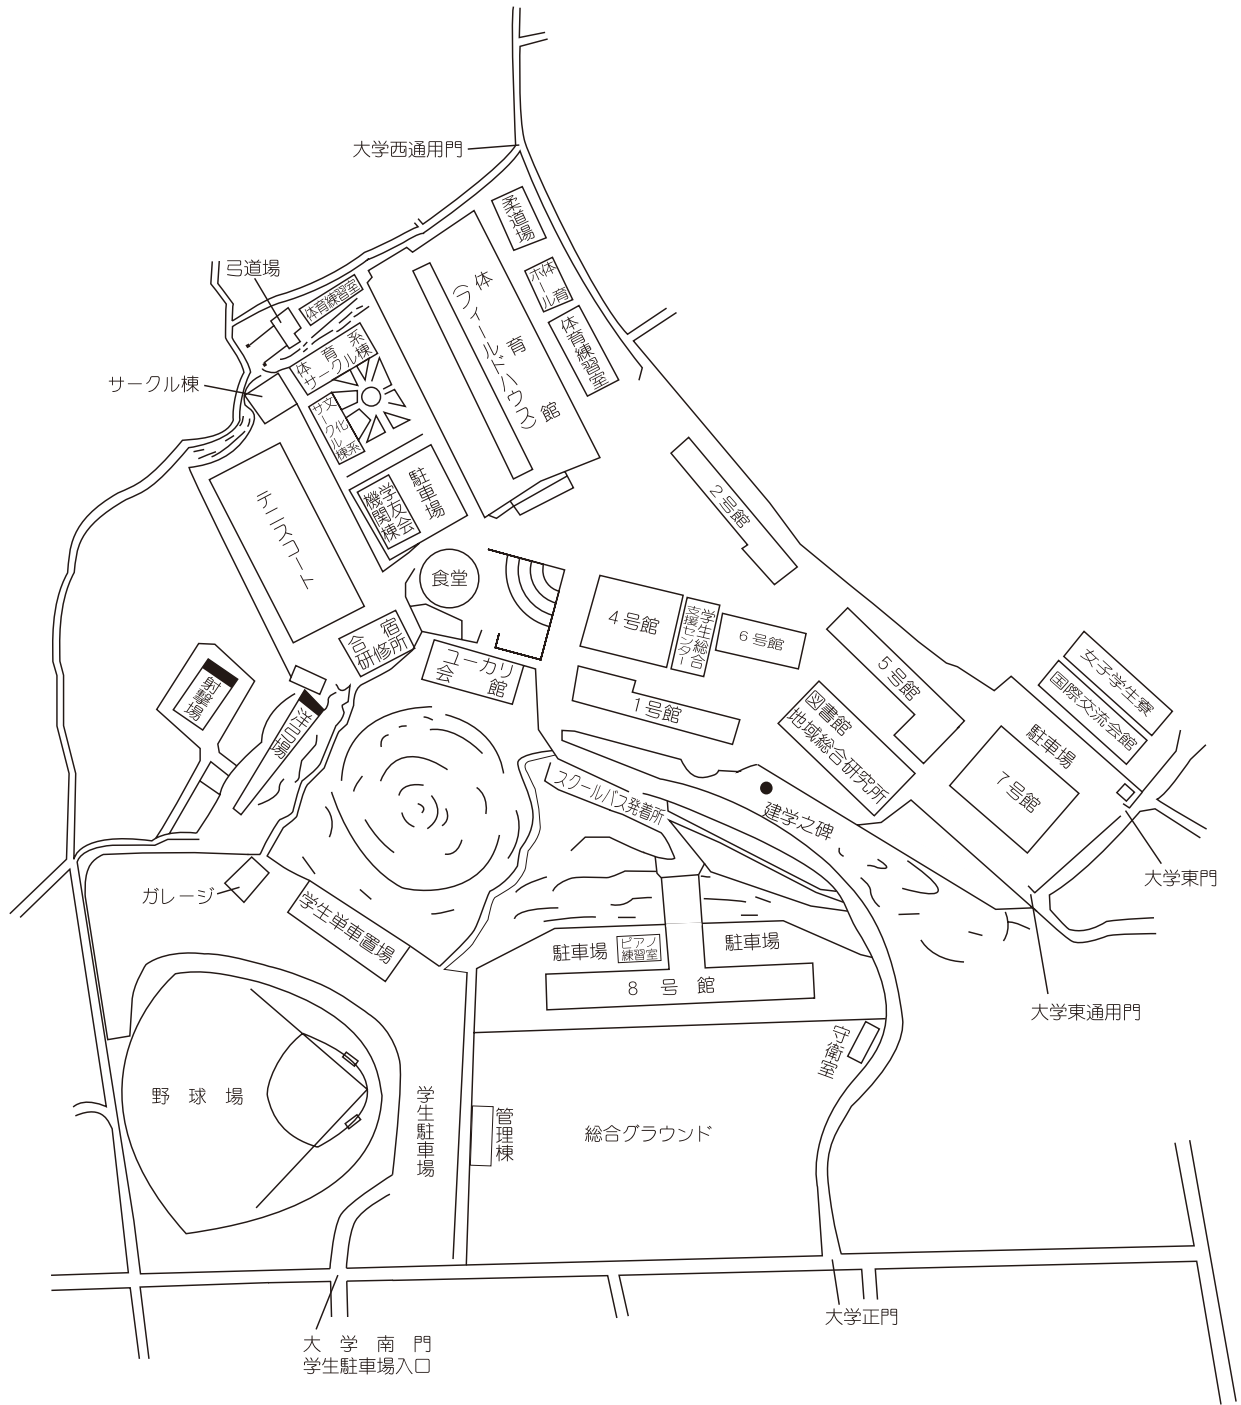 大学西通用門
柔道場
弓道場
体育
ホール
体育練習室
体育館
(フィールドハウス)
体育練習室
体育系
サークル棟
サークル棟
文化系
サークル棟
テニスコート
駐車場
学友会
機関棟
2号館
食堂
4号館
学生総合
支援センター
6号館
5号館
合宿
研修所
ユーカリ
会館
1号館
図書館
地域総合研究所
女子学生寮
国際交流会館
駐車場
7号館
射撃場
洋弓場
スクールバス発着所
建学之碑
大学東門
ガレージ
学生単車置場
駐車場
ピアノ
練習室
駐車場
8号館
大学東通用門
守衛室
野球場
学生駐車場
管理棟
総合グラウンド
大学正門
大学南門
学生駐車場入口